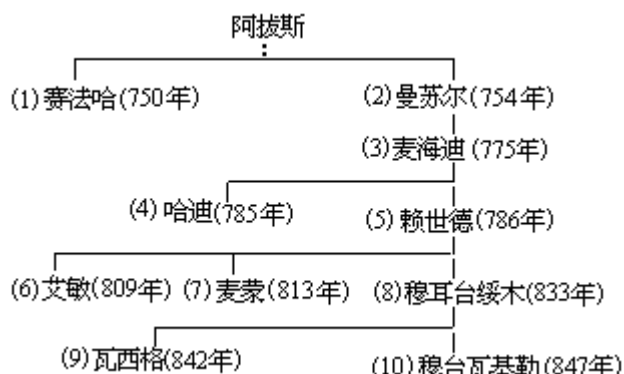 阿拔斯
(1)赛法哈(750年) (2)曼苏尔(754年)
(3)麦海迪(775年)
(4)哈迪(785年) (5)赖世德(786年)
(6)艾敏(809年) (7)麦蒙(813年) (8)穆耳台绥木(833年)
(9)瓦西格(842年) (10)穆台瓦基勒(847年)